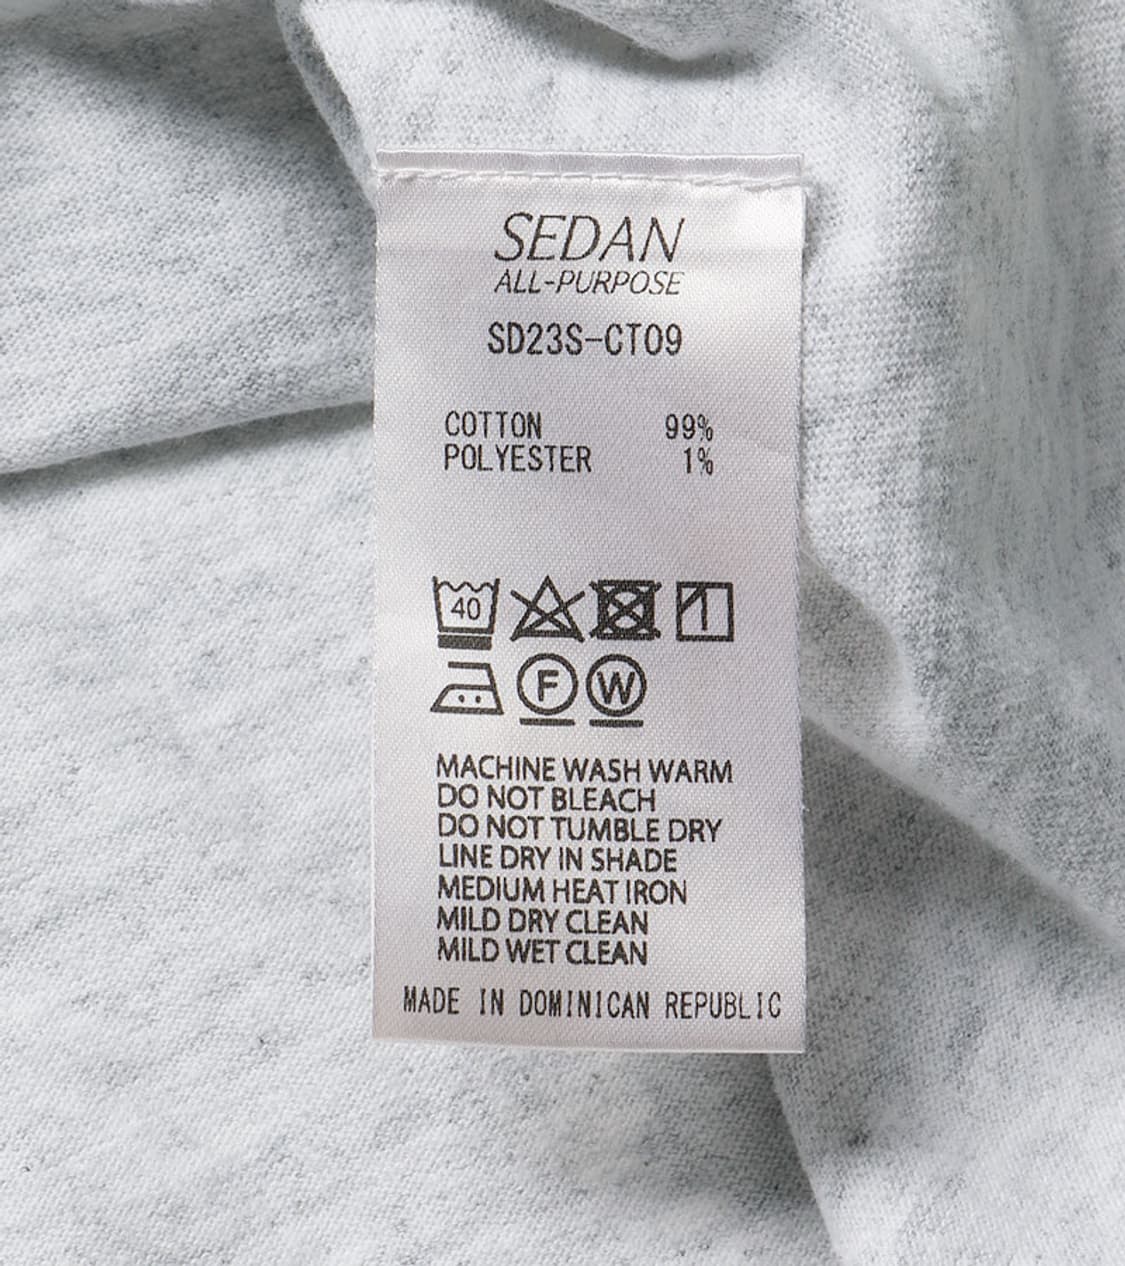 SEDAN
ALL-PURPOSE
SD23S-CT09
COTTON 99%
POLYESTER 1%
40
F W
MACHINE WASH WARM
DO NOT BLEACH
DO NOT TUMBLE DRY
LINE DRY IN SHADE
MEDIUM HEAT IRON
MILD DRY CLEAN
MILD WET CLEAN
MADE IN DOMINICAN REPUBLIC